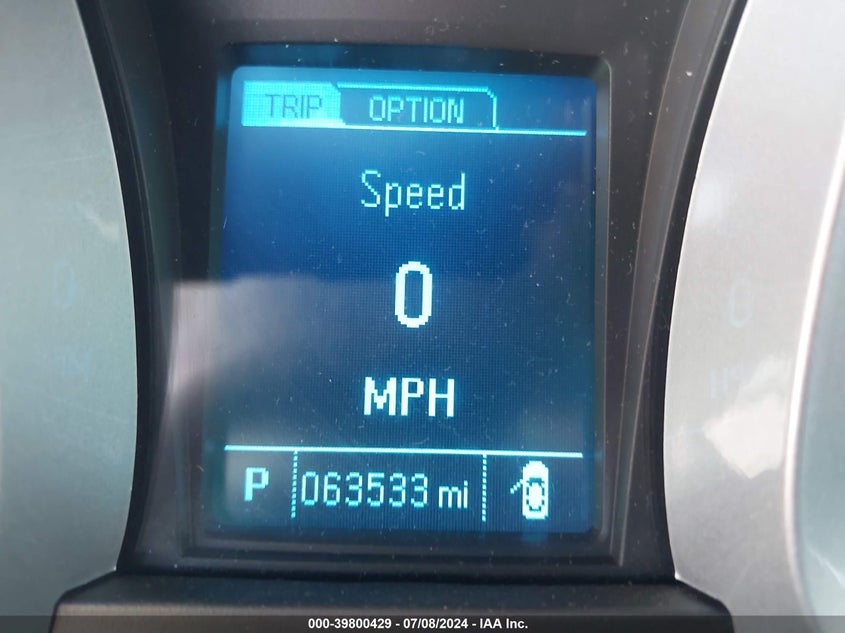 TRIP OPTION
Speed
0
MPH
P 063533 mi
000-39800429 - 07/08/2024 - IAA Inc.